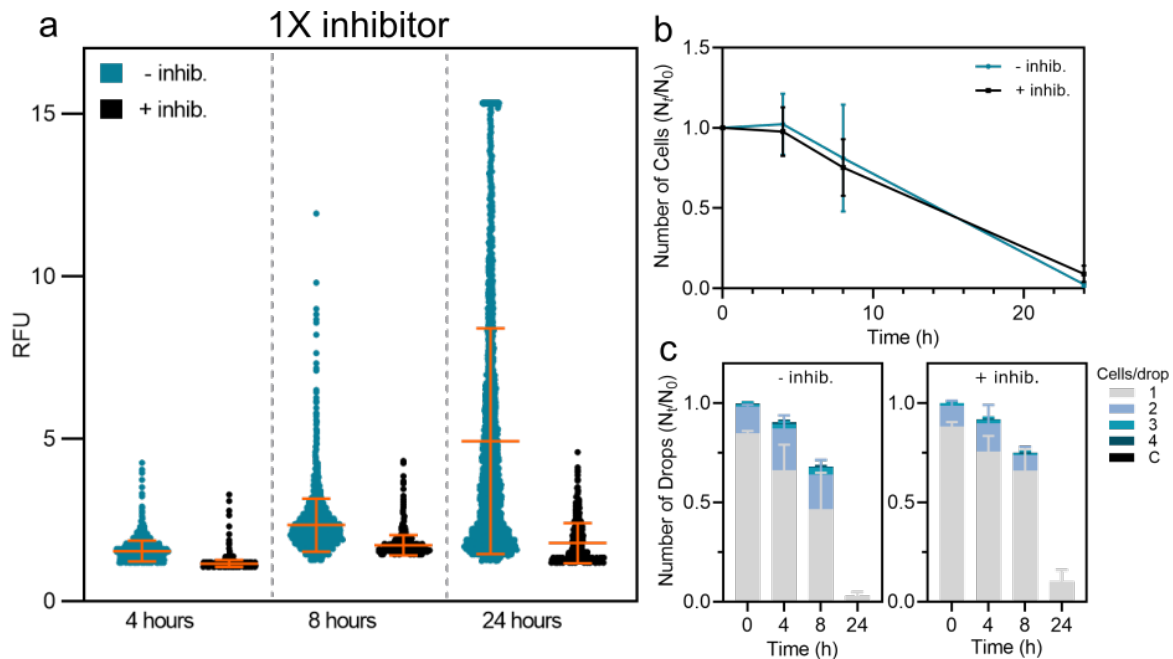 a
1X inhibitor
- inhib.
+ inhib.
15
10
5
0
RFU
4 hours
8 hours
24 hours
b
1.5
1.0
0.5
0.0
Number of Cells (Nt/N0)
- inhib.
+ inhib.
0
10
20
Time (h)
c
- inhib.
1.0
0.5
0.0
Number of Drops (Nt/N0)
0 4 8 24
Time (h)
+ inhib.
1.0
0.5
0.0
0 4 8 24
Time (h)
Cells/drop
1
2
3
4
C